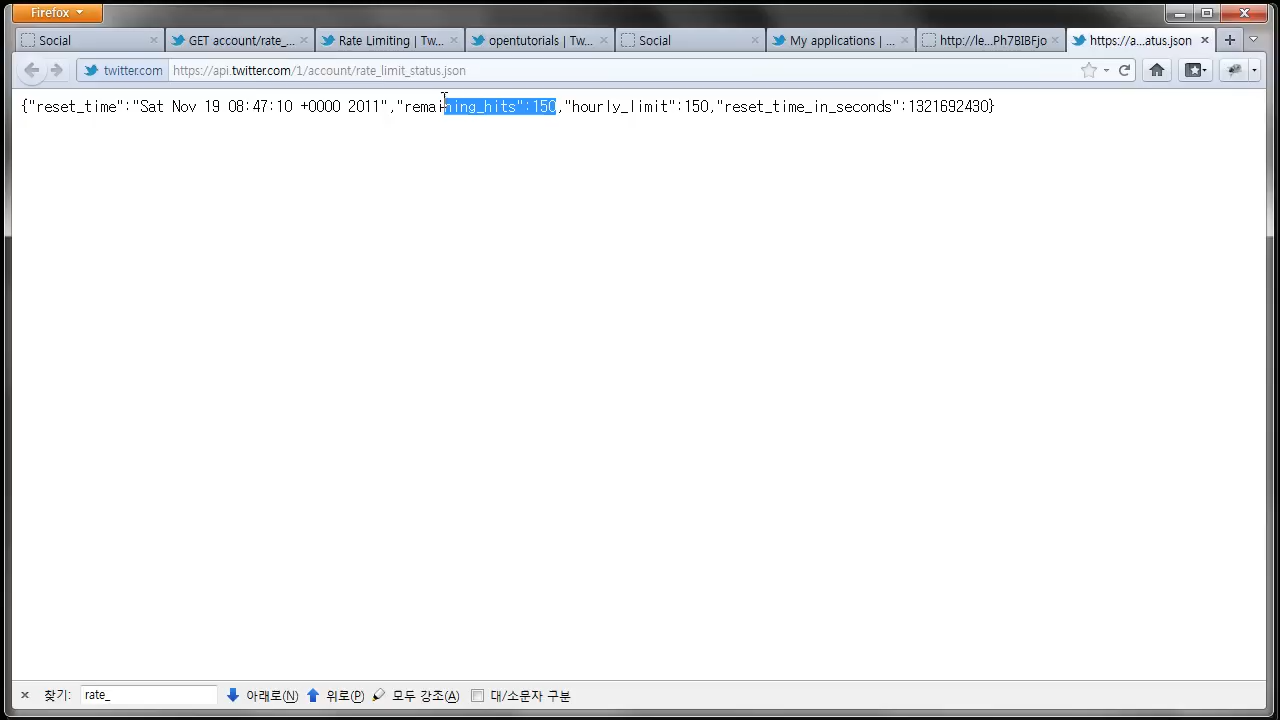 Firefox
Social
GET account/rate_...
Rate Limiting | Tw...
opentutorials | Tw...
Social
My applications | ...
http://le...Ph7BIBFjo
https://a...atus.json
twitter.com
https://api.twitter.com/1/account/rate_limit_status.json
{"reset_time":"Sat Nov 19 08:47:10 +0000 2011","remaining_hits":150,"hourly_limit":150,"reset_time_in_seconds":1321692430}
찾기: rate_ 아래로(N) 위로(P) 모두 강조(A) 대/소문자 구분